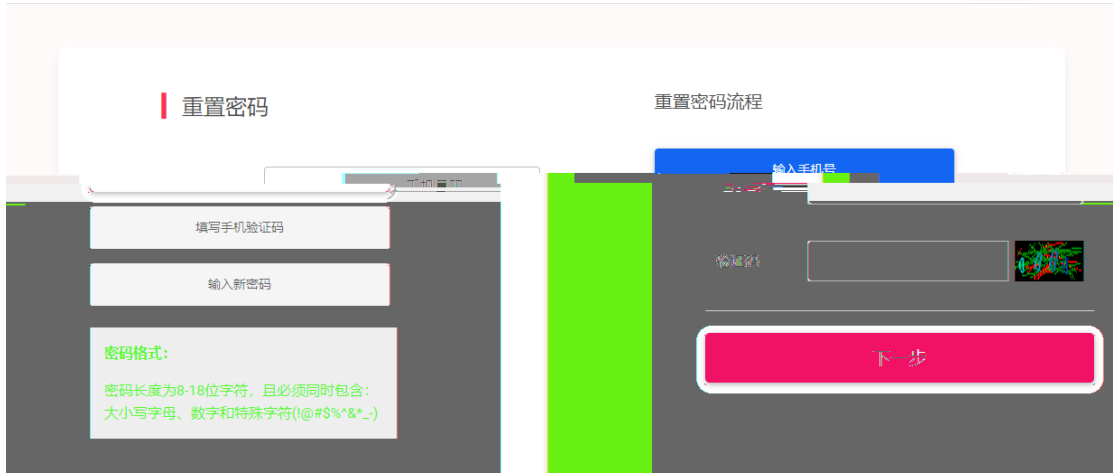 重置密码
重置密码流程
输入手机号
填写手机验证码
输入新密码
密码格式：
密码长度为8-18位字符，且必须同时包含：
大小写字母、数字和特殊字符(!@#$%^&*_-)
验证码
下一步